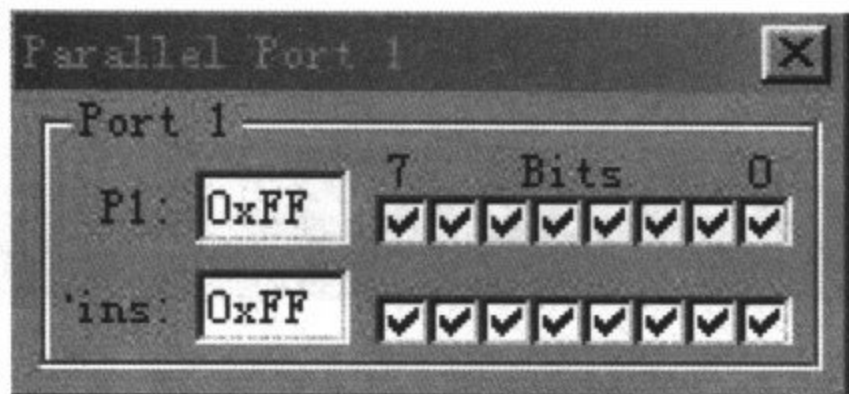 Parallel Port 1
Port 1
7 Bits 0
P1: 0xFF
'ins: 0xFF